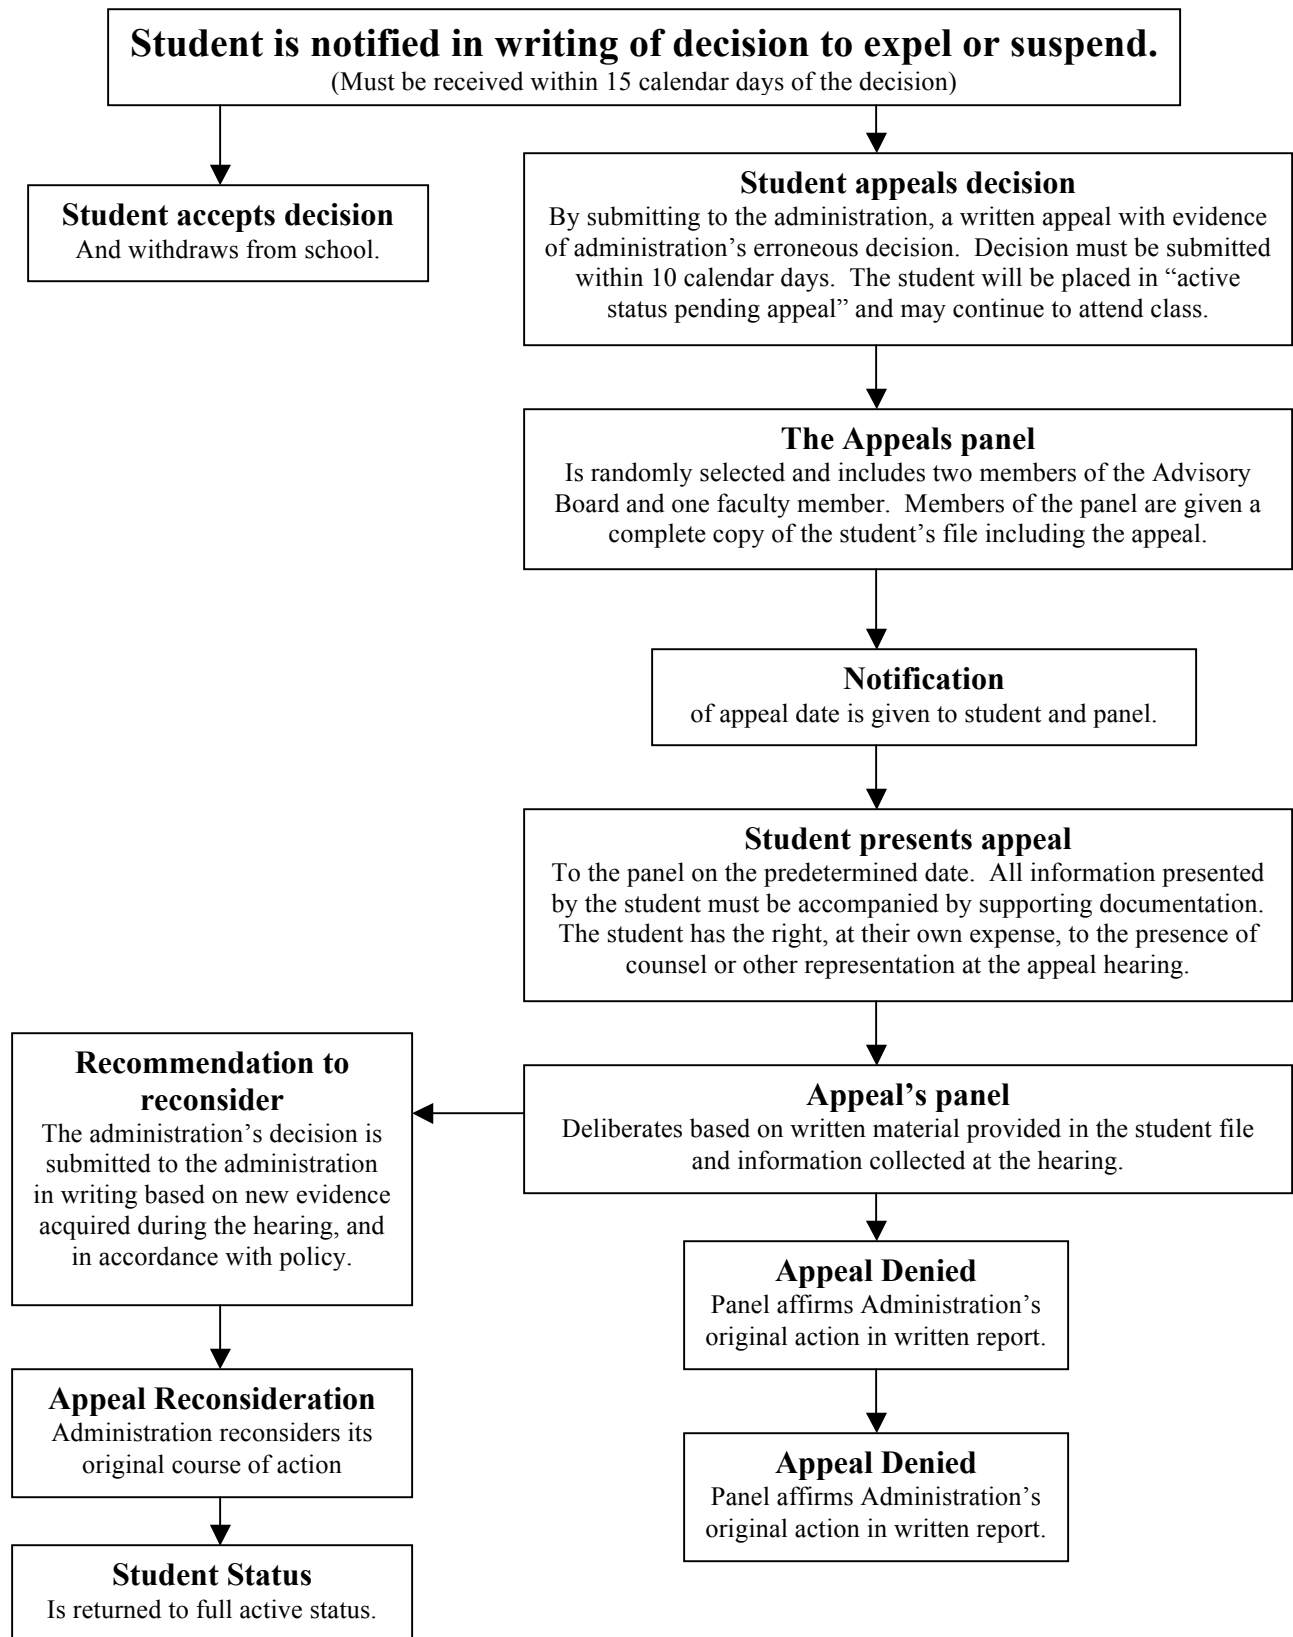 Student is notified in writing of decision to expel or suspend.
(Must be received within 15 calendar days of the decision)
Student accepts decision
And withdraws from school.
Student appeals decision
By submitting to the administration, a written appeal with evidence
of administration’s erroneous decision.  Decision must be submitted
within 10 calendar days.  The student will be placed in “active
status pending appeal” and may continue to attend class.
The Appeals panel
Is randomly selected and includes two members of the Advisory
Board and one faculty member.  Members of the panel are given a
complete copy of the student’s file including the appeal.
Notification
of appeal date is given to student and panel.
Student presents appeal
To the panel on the predetermined date.  All information presented
by the student must be accompanied by supporting documentation.
The student has the right, at their own expense, to the presence of
counsel or other representation at the appeal hearing.
Appeal’s panel
Deliberates based on written material provided in the student file
and information collected at the hearing.
Recommendation to
reconsider
The administration’s decision is
submitted to the administration
in writing based on new evidence
acquired during the hearing, and
in accordance with policy.
Appeal Reconsideration
Administration reconsiders its
original course of action
Student Status
Is returned to full active status.
Appeal Denied
Panel affirms Administration’s
original action in written report.
Appeal Denied
Panel affirms Administration’s
original action in written report.